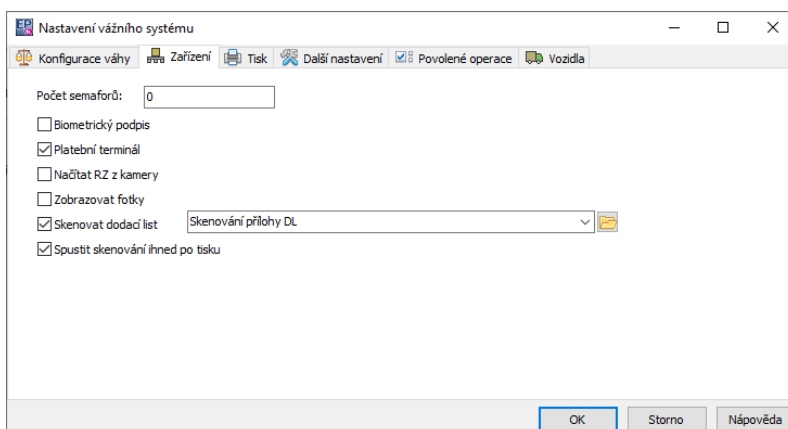 Nastavení vážního systému
Konfigurace váhy Zařízení Tisk Další nastavení Povolené operace Vozidla
Počet semaforů: 0
Biometrický podpis
Platební terminál
Načítat RZ z kamery
Zobrazovat fotky
Skenovat dodací list Skenování přílohy DL
Spustit skenování ihned po tisku
OK Storno Nápověda